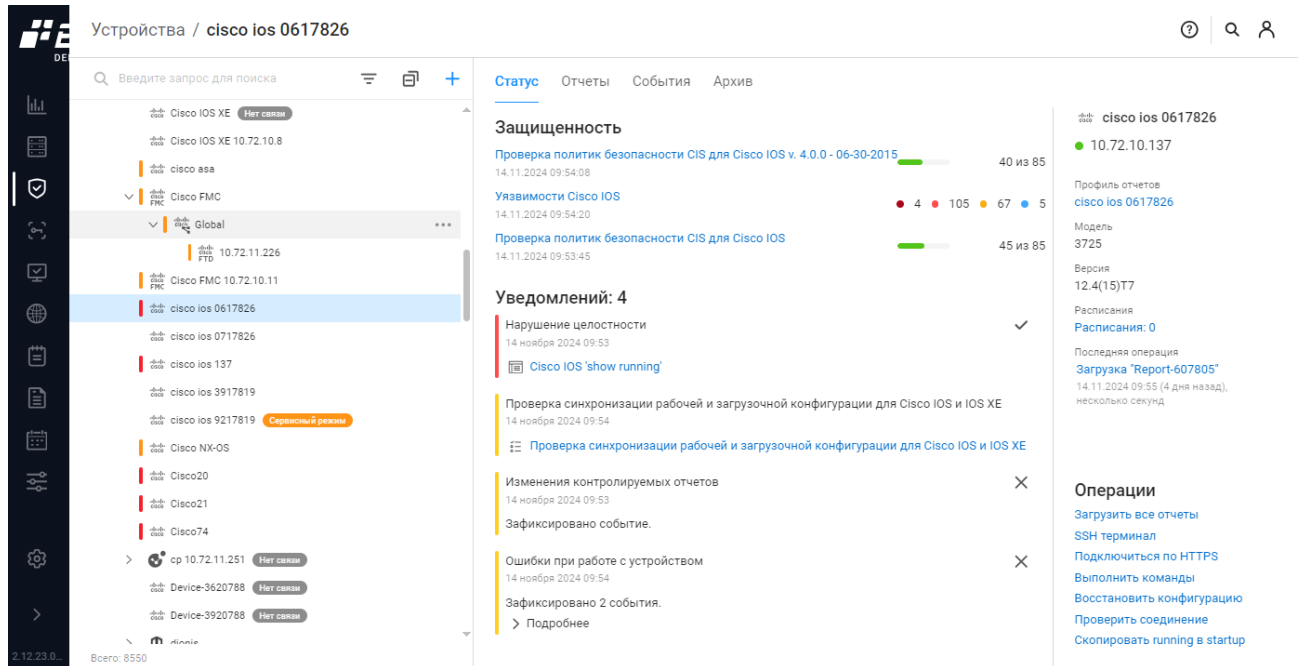 Устройства / cisco ios 0617826
DE
Введите запрос для поиска
Cisco IOS XE Нет связи
Cisco IOS XE 10.72.10.8
cisco asa
Cisco FMC
Global
10.72.11.226
Cisco FMC 10.72.10.11
cisco ios 0617826
cisco ios 0717826
cisco ios 137
cisco ios 3917819
cisco ios 9217819 Сервисный режим
Cisco NX-OS
Cisco20
Cisco21
Cisco74
cp 10.72.11.251 Нет связи
Device-3620788 Нет связи
Device-3920788 Нет связи
dionis
Всего: 8550
2.12.23.0...
Статус Отчеты События Архив
Защищенность
Проверка политик безопасности CIS для Cisco IOS v. 4.0.0 - 06-30-2015 40 из 85
14.11.2024 09:54:08
Уязвимости Cisco IOS 4 105 67 5
14.11.2024 09:54:20
Проверка политик безопасности CIS для Cisco IOS 45 из 85
14.11.2024 09:53:45
Уведомлений: 4
Нарушение целостности
14 ноября 2024 09:53
Cisco IOS 'show running'
Проверка синхронизации рабочей и загрузочной конфигурации для Cisco IOS и IOS XE
14 ноября 2024 09:54
Проверка синхронизации рабочей и загрузочной конфигурации для Cisco IOS и IOS XE
Изменения контролируемых отчетов
14 ноября 2024 09:53
Зафиксировано событие.
Ошибки при работе с устройством
14 ноября 2024 09:54
Зафиксировано 2 события.
Подробнее
cisco ios 0617826
10.72.10.137
Профиль отчетов
cisco ios 0617826
Модель
3725
Версия
12.4(15)T7
Расписания
Расписания: 0
Последняя операция
Загрузка "Report-607805"
14.11.2024 09:55 (4 дня назад),
несколько секунд
Операции
Загрузить все отчеты
SSH терминал
Подключиться по HTTPS
Выполнить команды
Восстановить конфигурацию
Проверить соединение
Скопировать running в startup